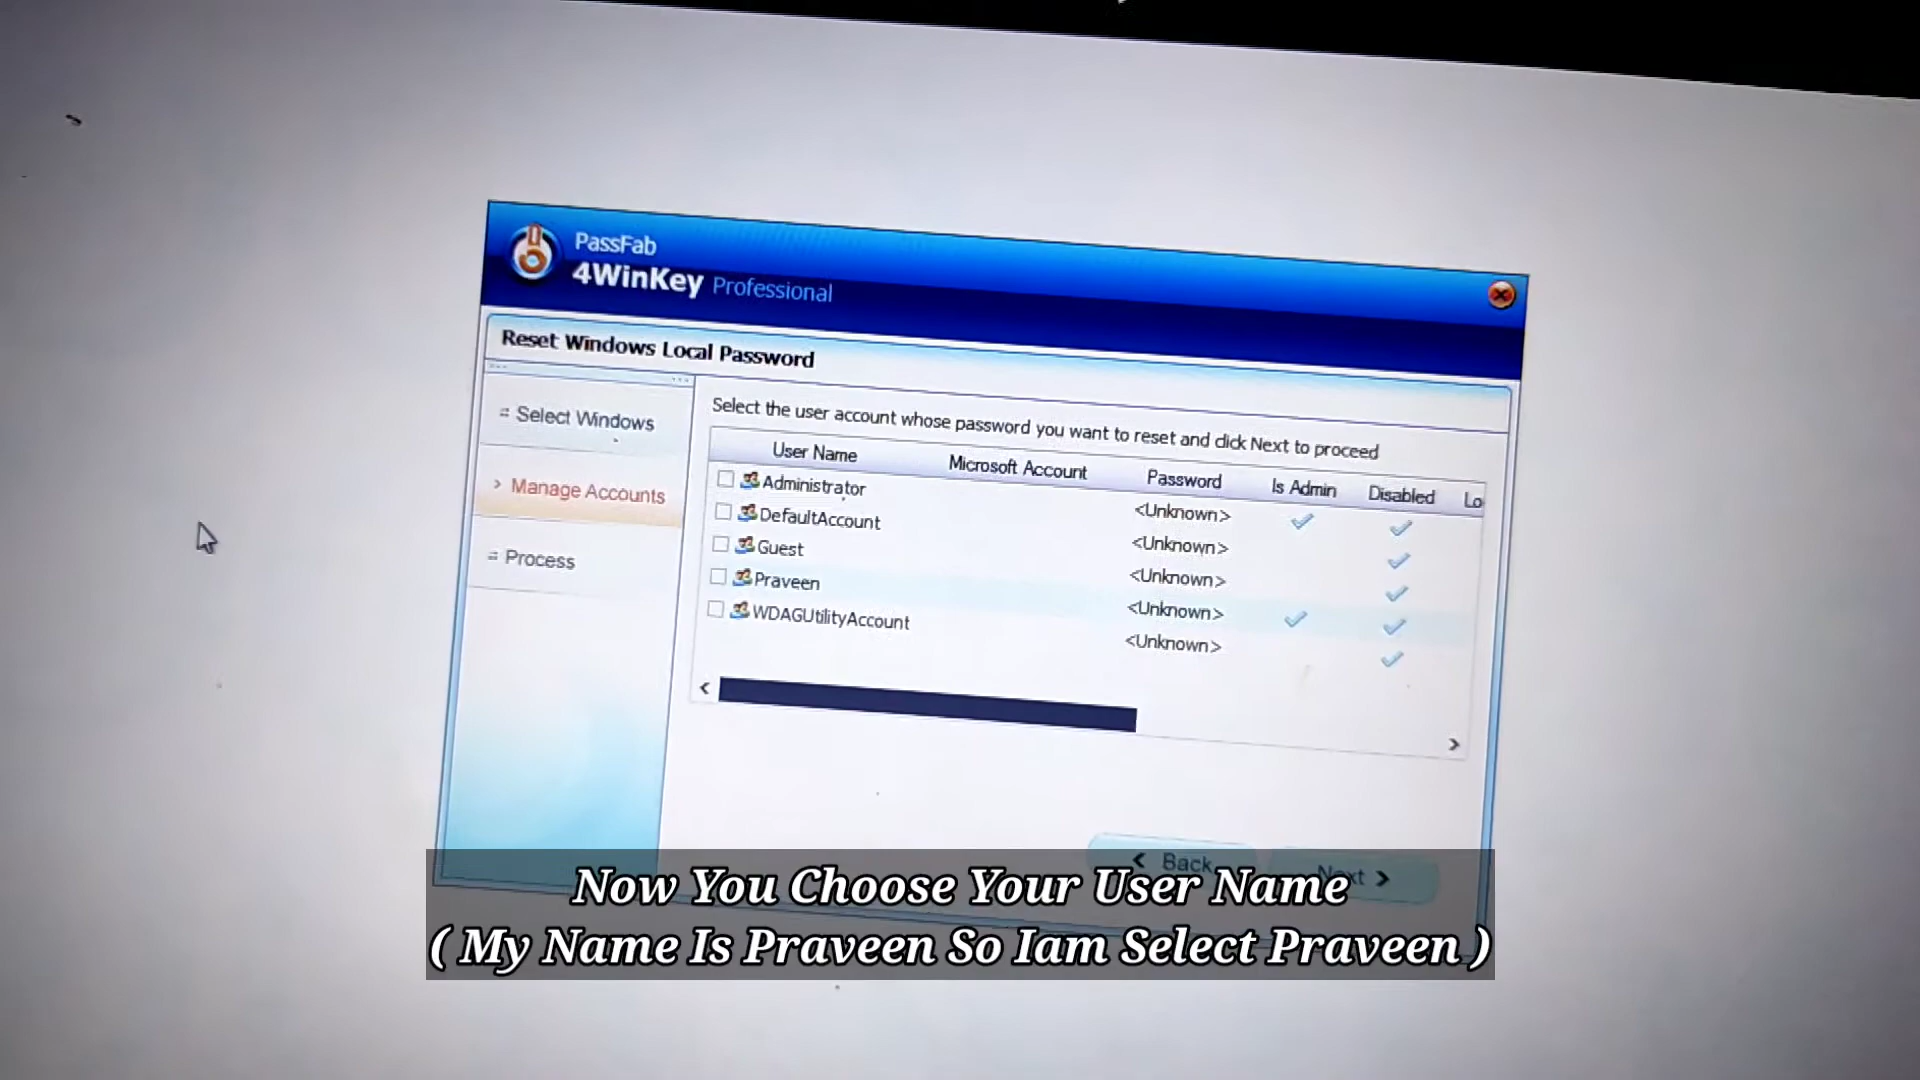 PassFab
4WinKey Professional
Reset Windows Local Password
Select Windows
Manage Accounts
Process
Select the user account whose password you want to reset and click Next to proceed
User Name Microsoft Account Password Is Admin Disabled Lo
Administrator <Unknown>
DefaultAccount <Unknown>
Guest <Unknown>
Praveen <Unknown>
WDAGUtilityAccount <Unknown>
Back Next
Now You Choose Your User Name
( My Name Is Praveen So Iam Select Praveen )